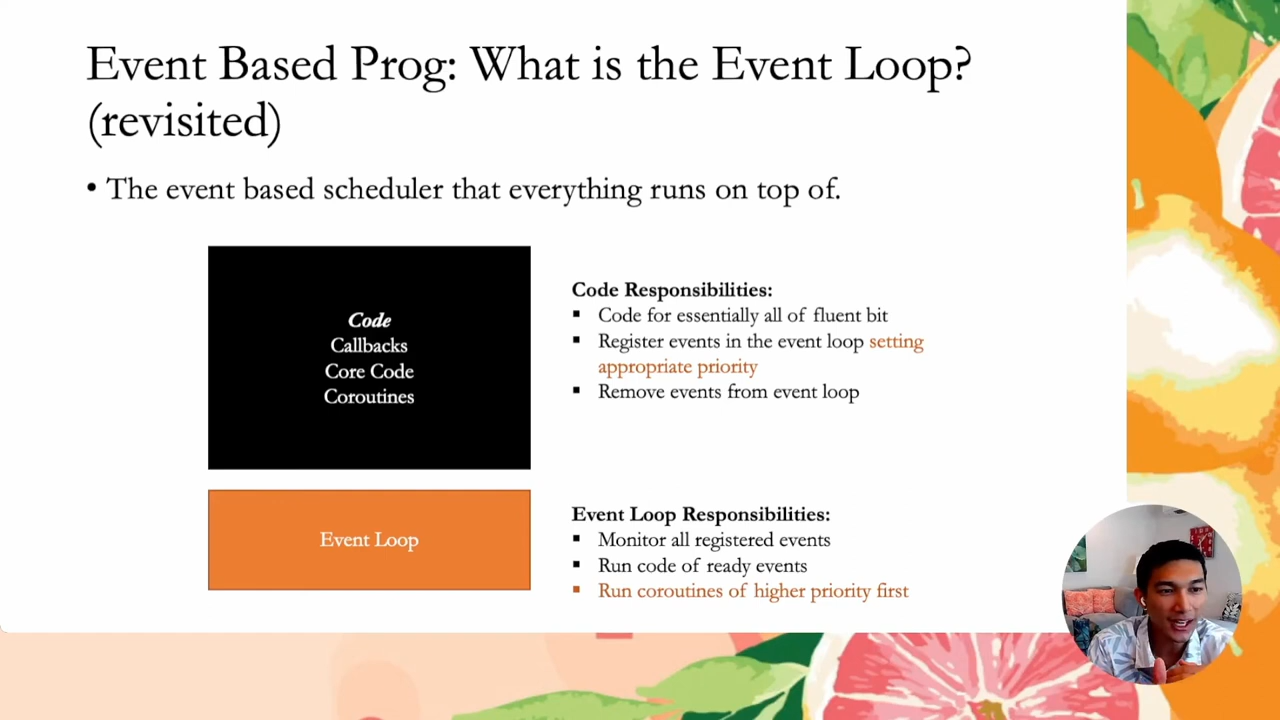 Event Based Prog: What is the Event Loop?
(revisited)
• The event based scheduler that everything runs on top of.
Code
Callbacks
Core Code
Coroutines
Code Responsibilities:
▪ Code for essentially all of fluent bit
▪ Register events in the event loop setting
appropriate priority
▪ Remove events from event loop
Event Loop
Event Loop Responsibilities:
▪ Monitor all registered events
▪ Run code of ready events
▪ Run coroutines of higher priority first